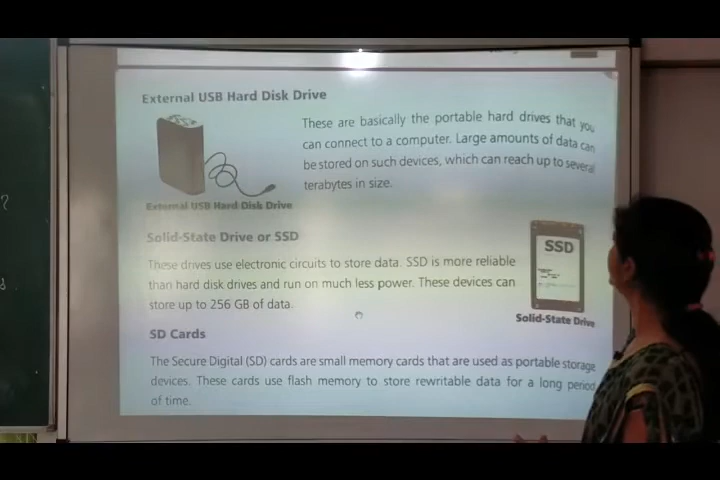 External USB Hard Disk Drive
These are basically the portable hard drives that you
can connect to a computer. Large amounts of data can
be stored on such devices, which can reach up to several
terabytes in size.
External USB Hard Disk Drive
Solid-State Drive or SSD
These drives use electronic circuits to store data. SSD is more reliable
than hard disk drives and run on much less power. These devices can
store up to 256 GB of data.
SSD
Solid-State Drive
SD Cards
The Secure Digital (SD) cards are small memory cards that are used as portable storage
devices. These cards use flash memory to store rewritable data for a long period
of time.